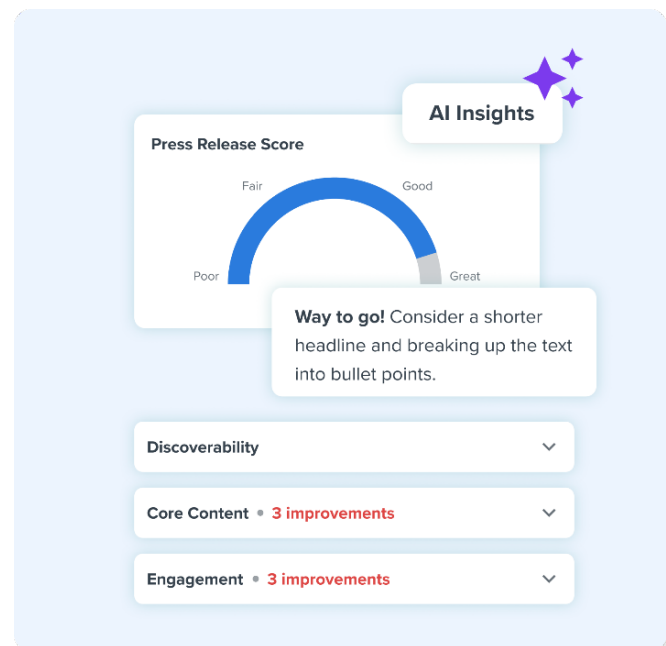 AI Insights
Press Release Score
Fair
Good
Poor
Great
Way to go! Consider a shorter
headline and breaking up the text
into bullet points.
Discoverability
Core Content • 3 improvements
Engagement • 3 improvements